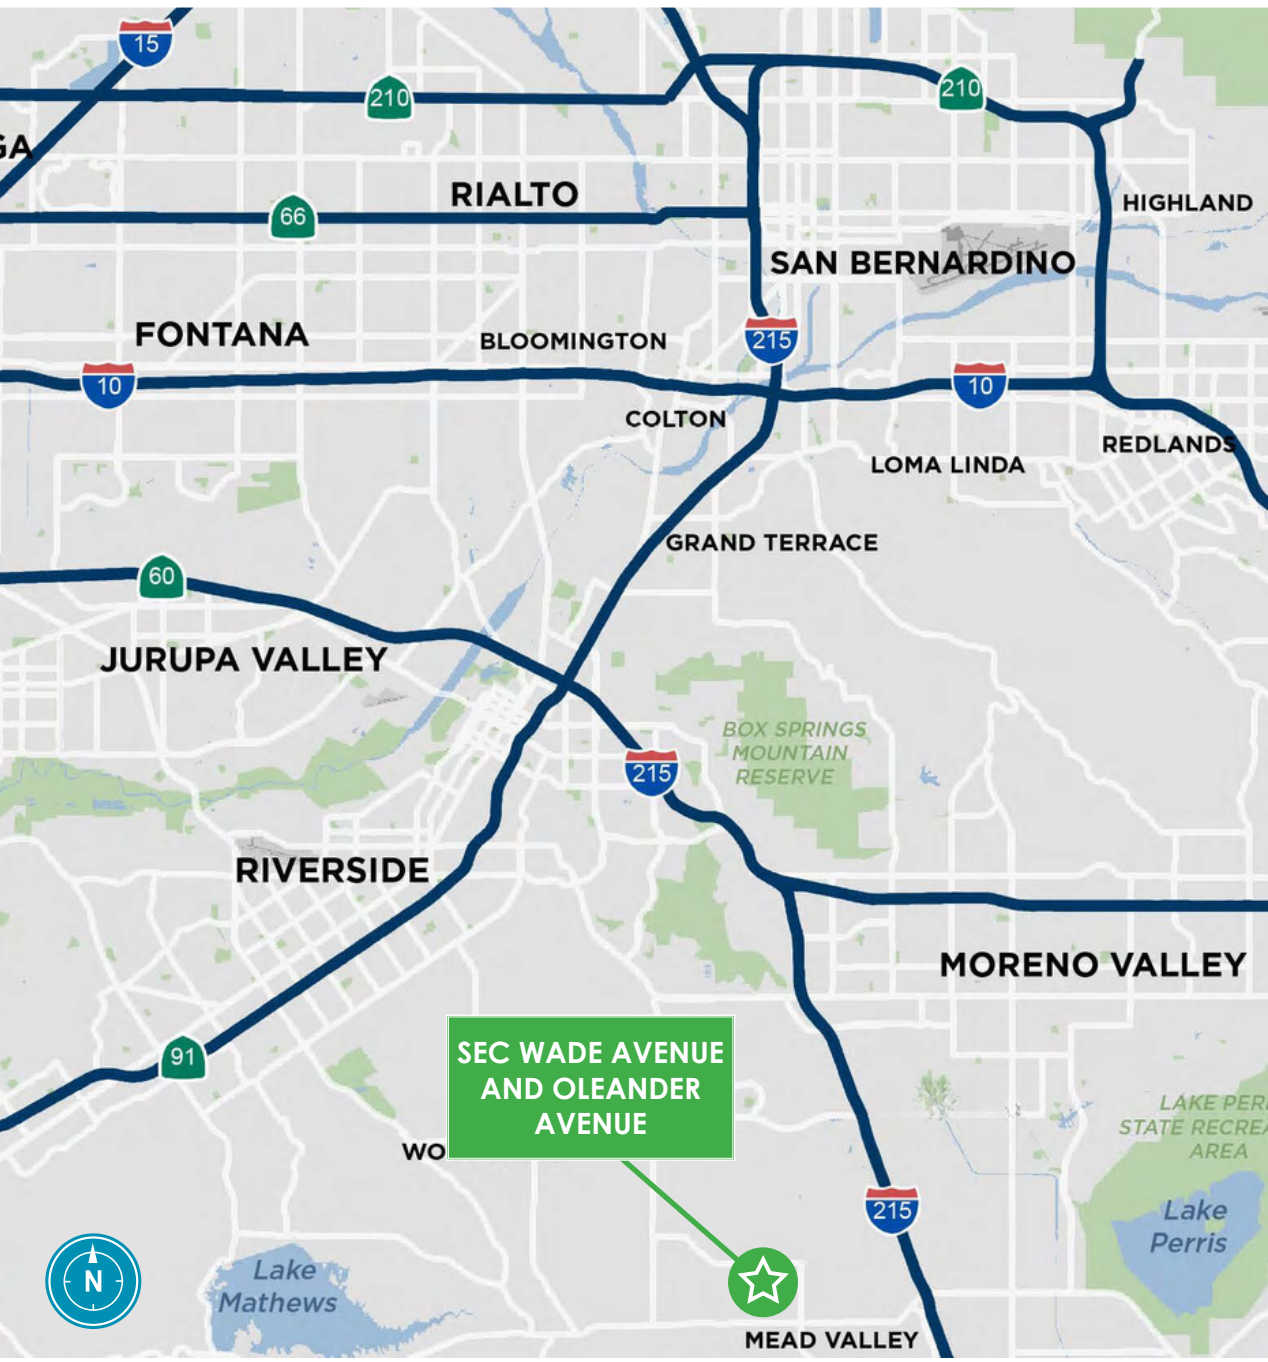 15
210
210
GA
RIALTO
66
HIGHLAND
SAN BERNARDINO
FONTANA
BLOOMINGTON
215
10
10
COLTON
REDLANDS
LOMA LINDA
GRAND TERRACE
60
JURUPA VALLEY
BOX SPRINGS
MOUNTAIN
RESERVE
215
RIVERSIDE
MORENO VALLEY
91
SEC WADE AVENUE
AND OLEANDER
AVENUE
WO
LAKE PER
STATE RECREA
AREA
215
Lake
Perris
N
Lake
Mathews
MEAD VALLEY